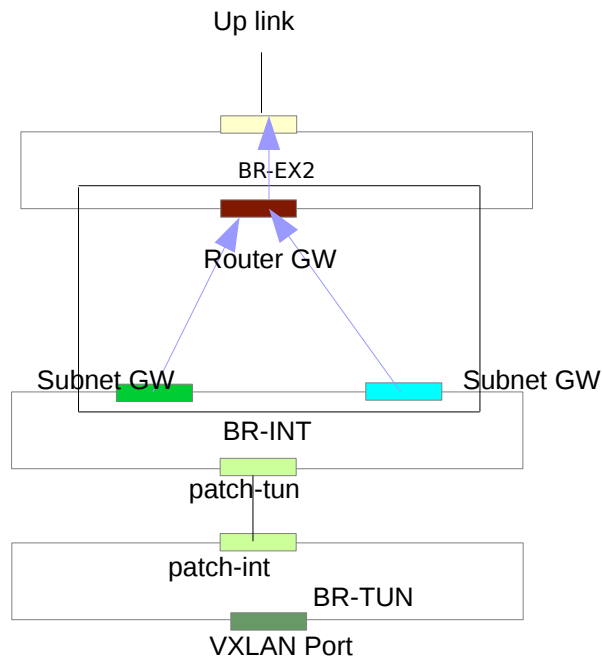 Up link
BR-EX2
Router GW
Subnet GW
Subnet GW
BR-INT
patch-tun
patch-int
BR-TUN
VXLAN Port